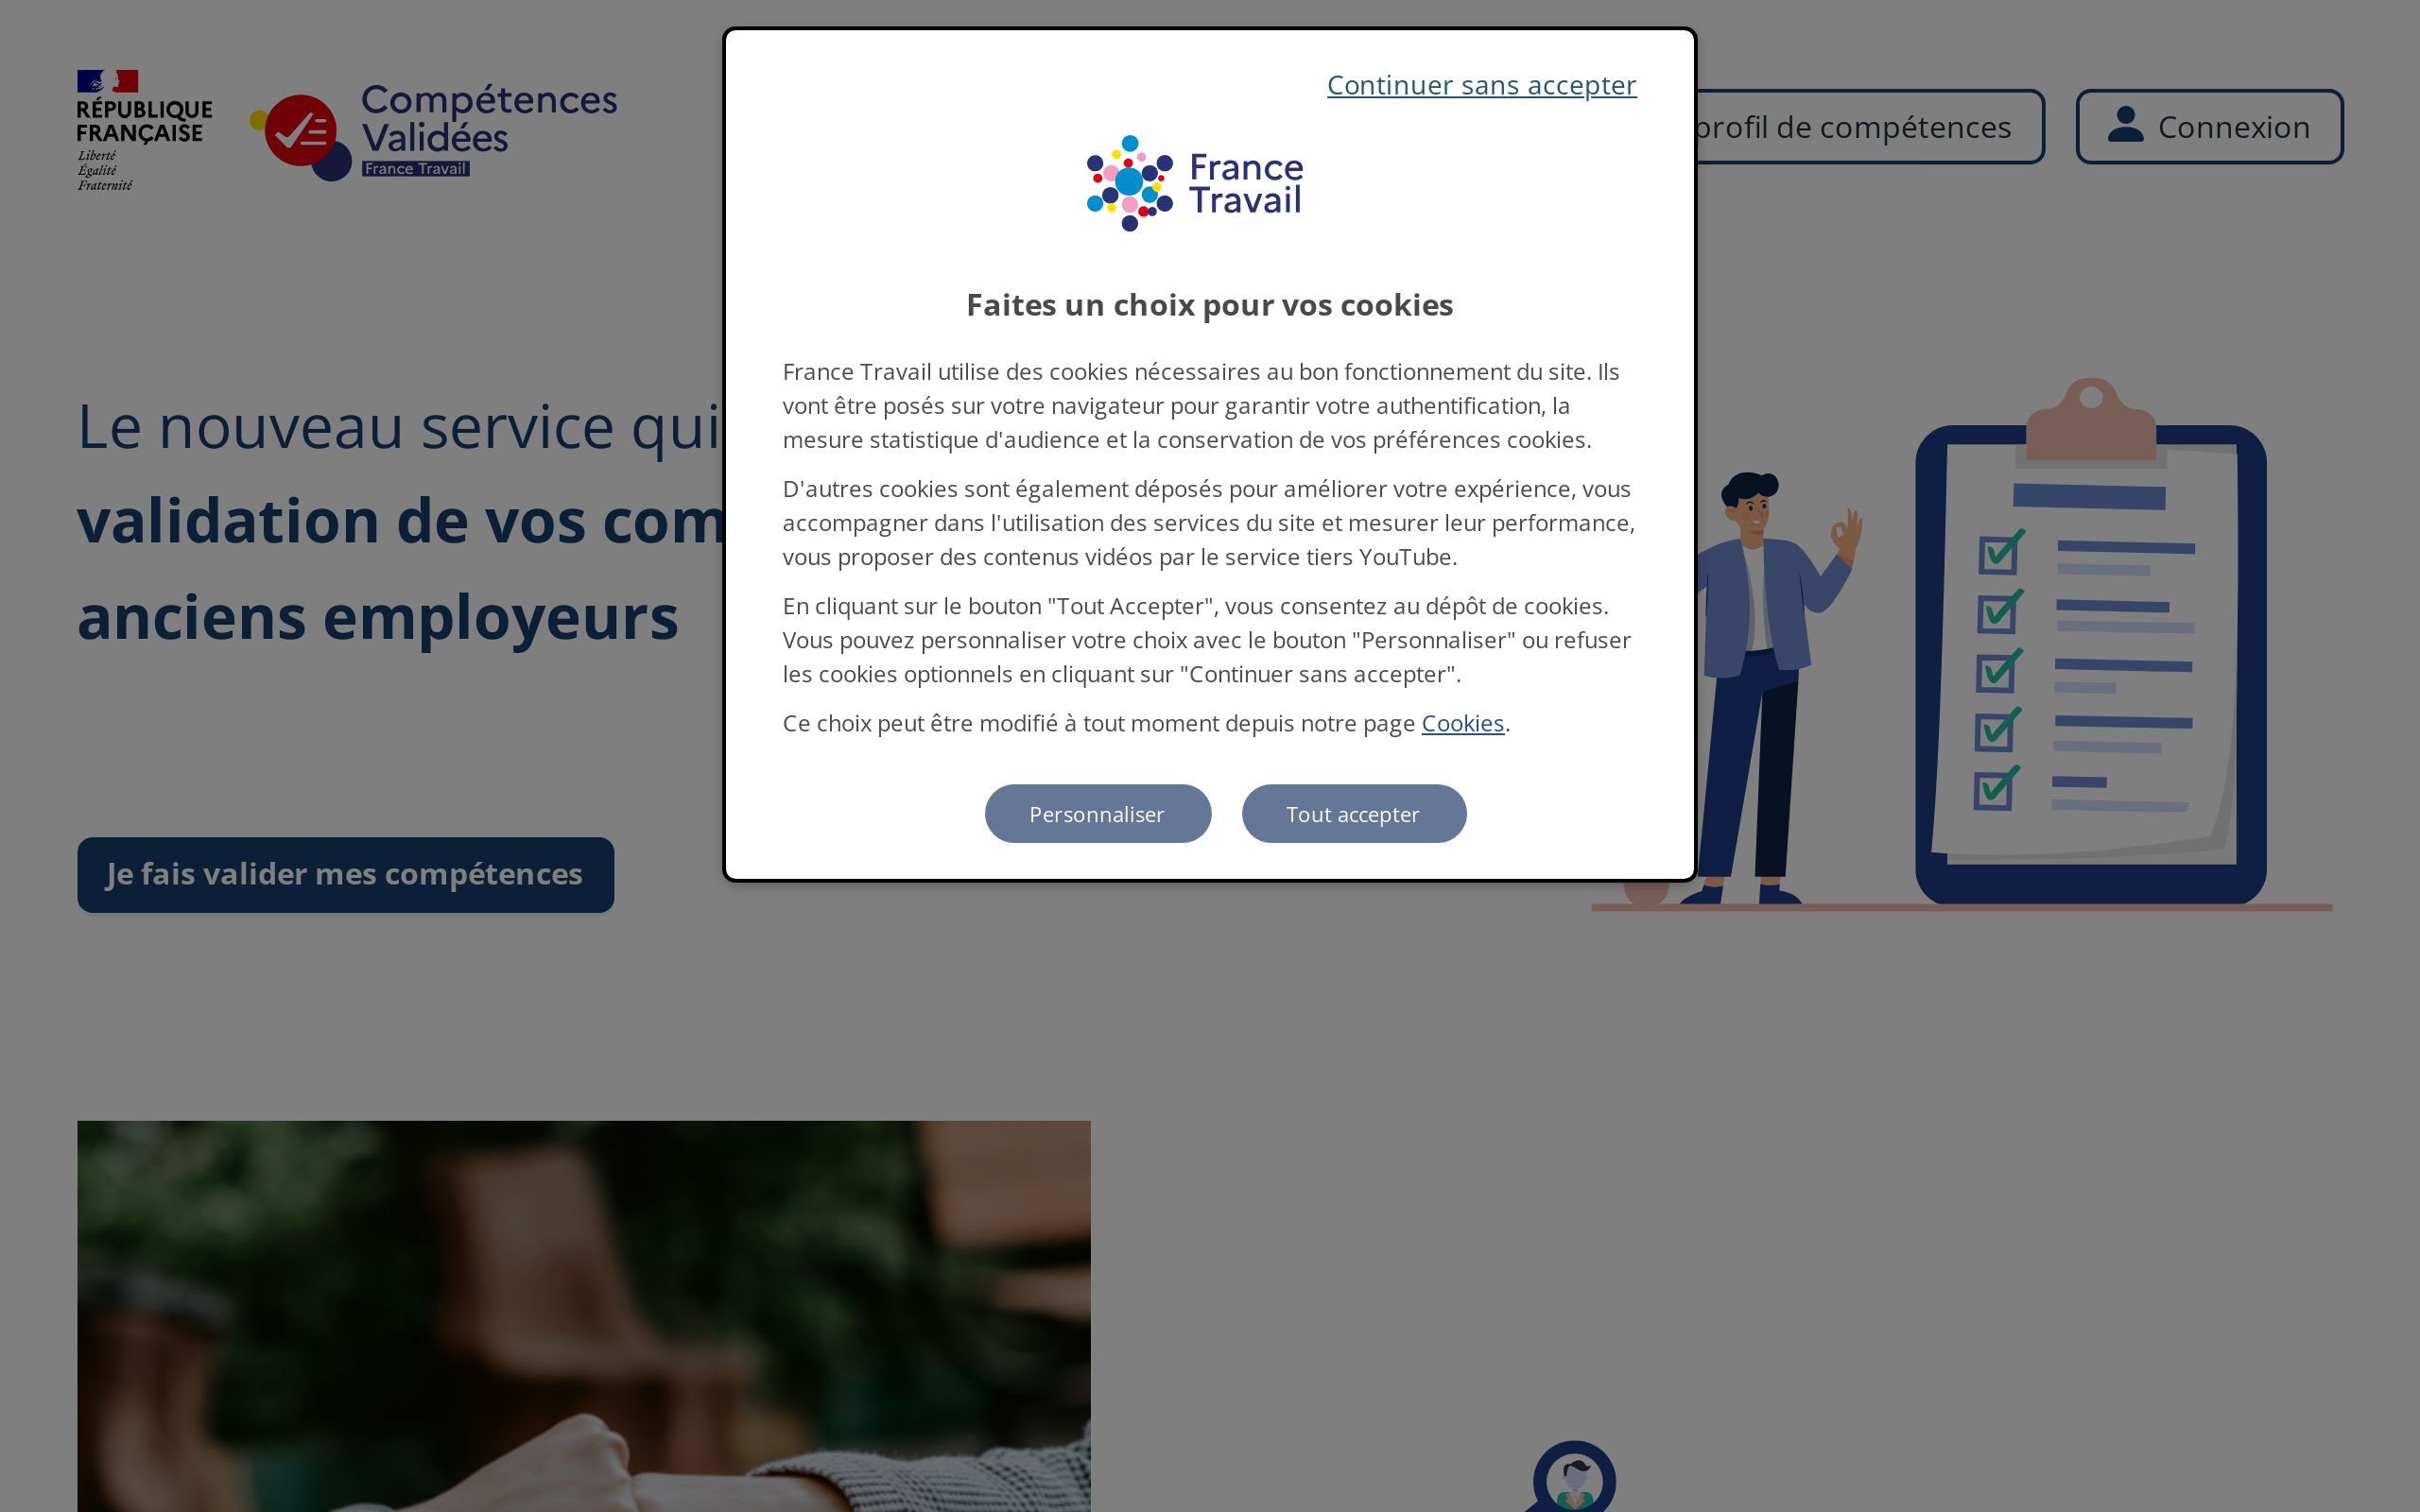 RÉPUBLIQUE
FRANÇAISE
Liberté
Égalité
Fraternité
Compétences
Validées
France Travail
profil de compétences
Connexion
Le nouveau service qui
validation de vos com
anciens employeurs
Je fais valider mes compétences
Continuer sans accepter
France
Travail
Faites un choix pour vos cookies
France Travail utilise des cookies nécessaires au bon fonctionnement du site. Ils
vont être posés sur votre navigateur pour garantir votre authentification, la
mesure statistique d'audience et la conservation de vos préférences cookies.
D'autres cookies sont également déposés pour améliorer votre expérience, vous
accompagner dans l'utilisation des services du site et mesurer leur performance,
vous proposer des contenus vidéos par le service tiers YouTube.
En cliquant sur le bouton "Tout Accepter", vous consentez au dépôt de cookies.
Vous pouvez personnaliser votre choix avec le bouton "Personnaliser" ou refuser
les cookies optionnels en cliquant sur "Continuer sans accepter".
Ce choix peut être modifié à tout moment depuis notre page Cookies.
Personnaliser
Tout accepter